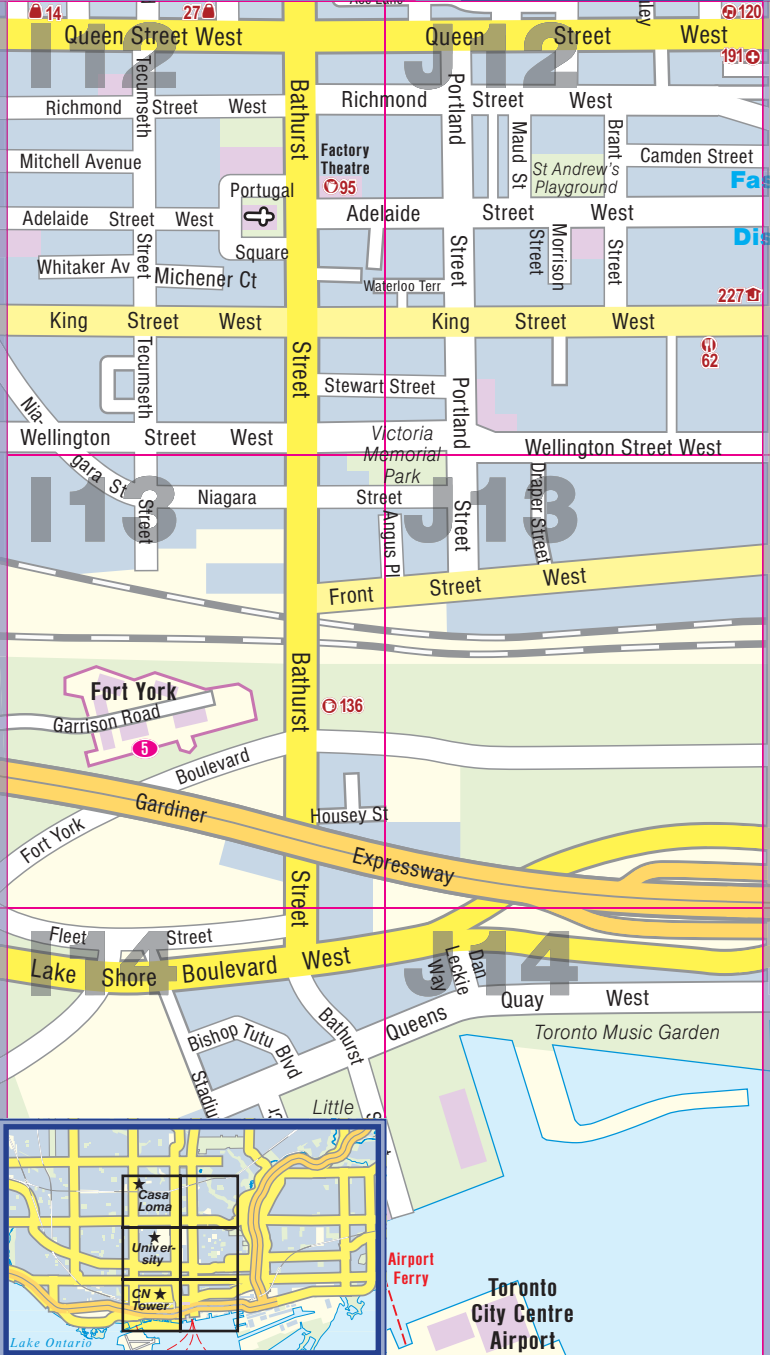 14
27
Queen Street West
Queen Street West
120
191
I12
J12
Tecumseth
Bathurst
Portland
Richmond Street West
Richmond Street West
Maud St
Brant
Mitchell Avenue
Factory
Theatre
95
St Andrew's
Playground
Camden Street
Portugal
Adelaide Street West
Adelaide Street West
Square
Street
Street
Street
Morrison
Street
Whitaker Av
Michener Ct
Waterloo Terr
227
King Street West
King Street West
62
Tecumseth
Street
Stewart Street
Portland
Nia-
gara St
Wellington Street West
Victoria
Memorial
Park
Wellington Street West
I13
J13
Street
Niagara Street
Angus Pl
Street
Draper Street
Front Street West
Bathurst
Fort York
Garrison Road
5
136
Boulevard
Fort York
Gardiner
Expressway
Housey St
Street
Fleet Street
I14
J14
Lake Shore Boulevard West
Dan
Leckie
Way
Queens Quay West
Bishop Tutu Blvd
Bathurst
Toronto Music Garden
Little
Casa
Loma
Univer-
sity
CN
Tower
Lake Ontario
Airport
Ferry
Toronto
City Centre
Airport